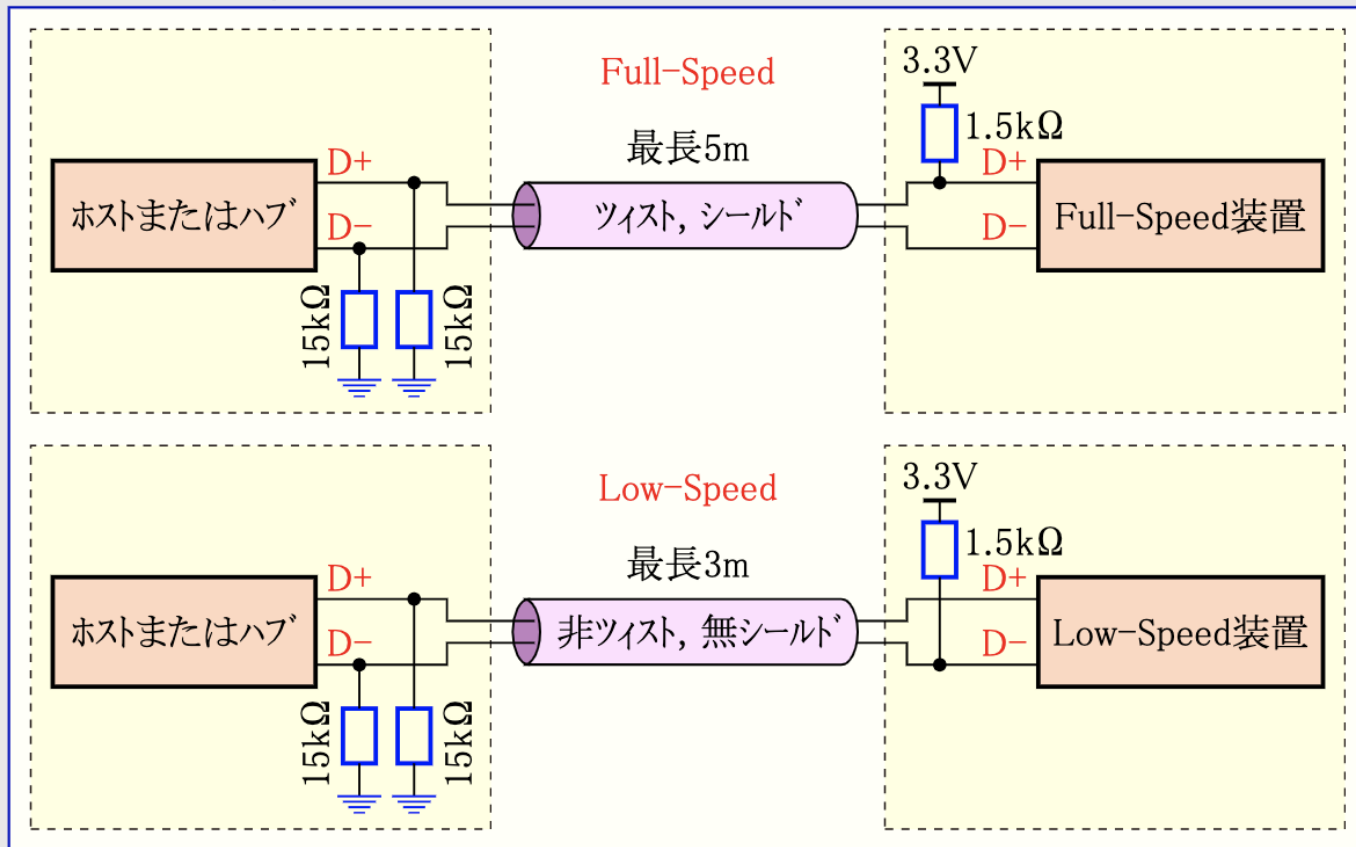 Full-Speed
最長5m
3.3V
1.5kΩ
D+
D-
ホストまたはハブ
ツィスト, シールド
D+
D-
Full-Speed装置
15kΩ
15kΩ
Low-Speed
最長3m
3.3V
1.5kΩ
D+
D-
ホストまたはハブ
非ツィスト, 無シールド
D+
D-
Low-Speed装置
15kΩ
15kΩ